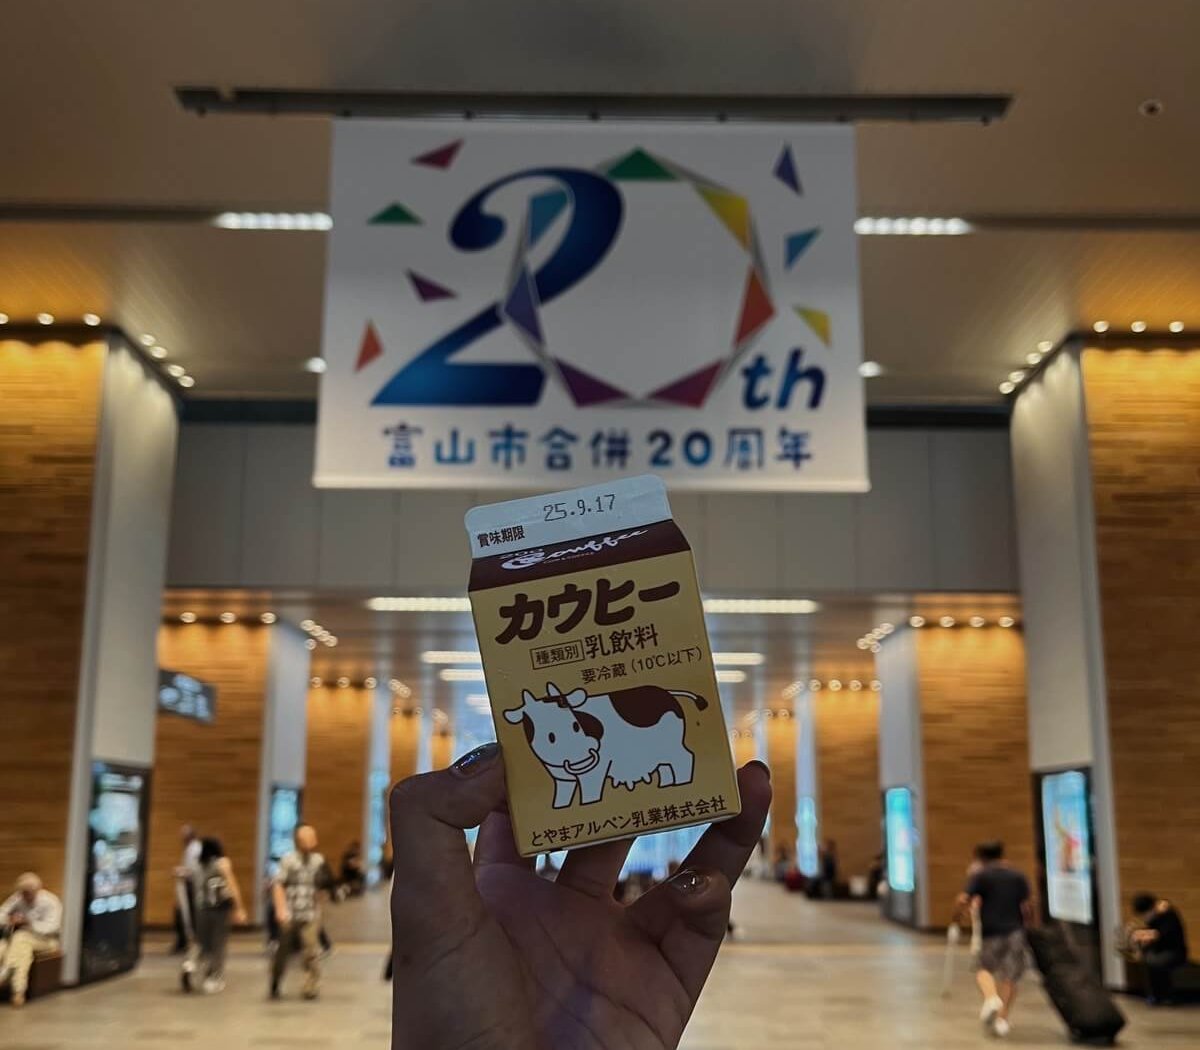 20th
富山市合併20周年
25.9.17
賞味期限
Couffee
カウヒー
種類別 乳飲料
要冷蔵(10℃以下)
とやまアルペン乳業株式会社